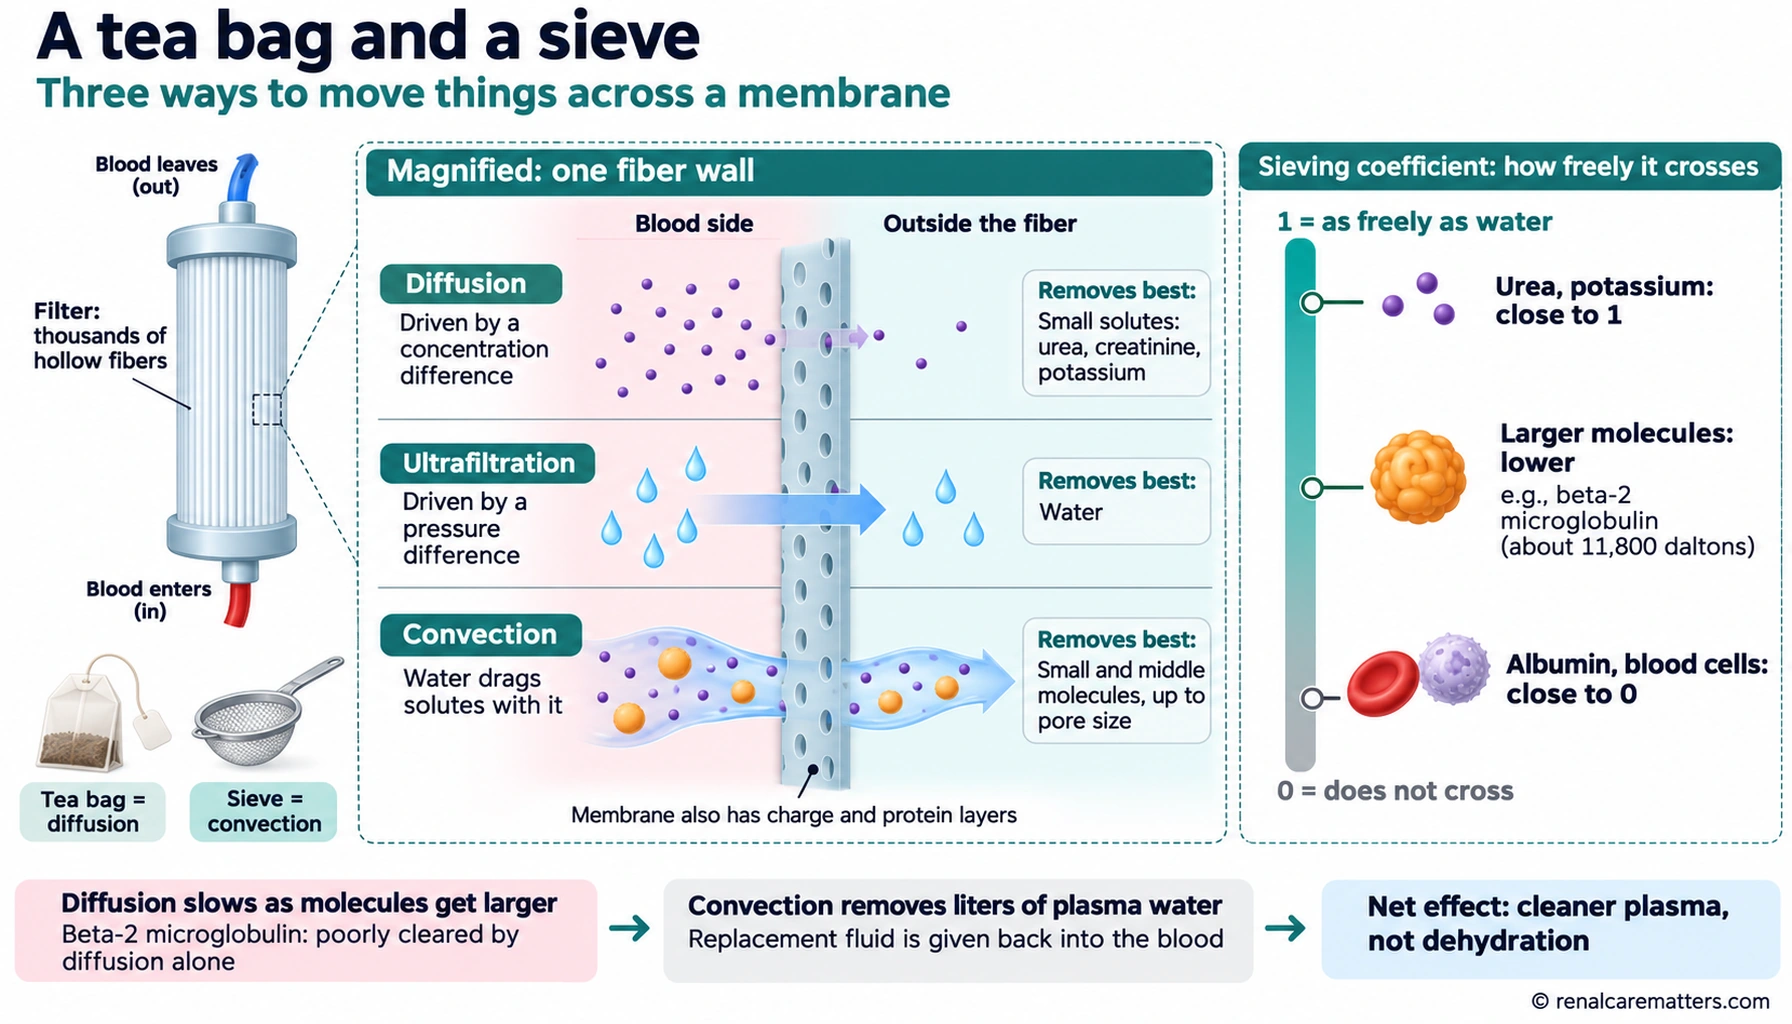 A tea bag and a sieve
Three ways to move things across a membrane
Blood leaves
(out)
Filter:
thousands of
hollow fibers
Blood enters
(in)
Tea bag =
diffusion
Sieve =
convection
Magnified: one fiber wall
Blood side
Outside the fiber
Diffusion
Driven by a
concentration
difference
Removes best:
Small solutes:
urea, creatinine,
potassium
Ultrafiltration
Driven by a
pressure
difference
Removes best:
Water
Convection
Water drags
solutes with it
Removes best:
Small and middle
molecules, up to
pore size
Membrane also has charge and protein layers
Sieving coefficient: how freely it crosses
1 = as freely as water
Urea, potassium:
close to 1
Larger molecules:
lower
e.g., beta-2
microglobulin
(about 11,800 daltons)
Albumin, blood cells:
close to 0
0 = does not cross
Diffusion slows as molecules get larger
Beta-2 microglobulin: poorly cleared by
diffusion alone
Convection removes liters of plasma water
Replacement fluid is given back into the blood
Net effect: cleaner plasma,
not dehydration
© renalcarematters.com